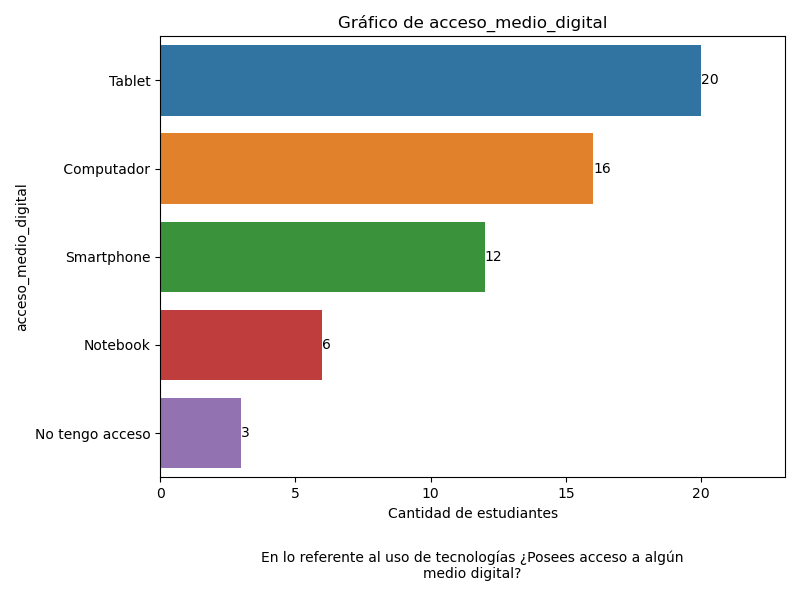 Gráfico de acceso_medio_digital
acceso_medio_digital
Tablet
20
Computador
16
Smartphone
12
Notebook
6
No tengo acceso
3
0 5 10 15 20
Cantidad de estudiantes
En lo referente al uso de tecnologías ¿Posees acceso a algún
medio digital?